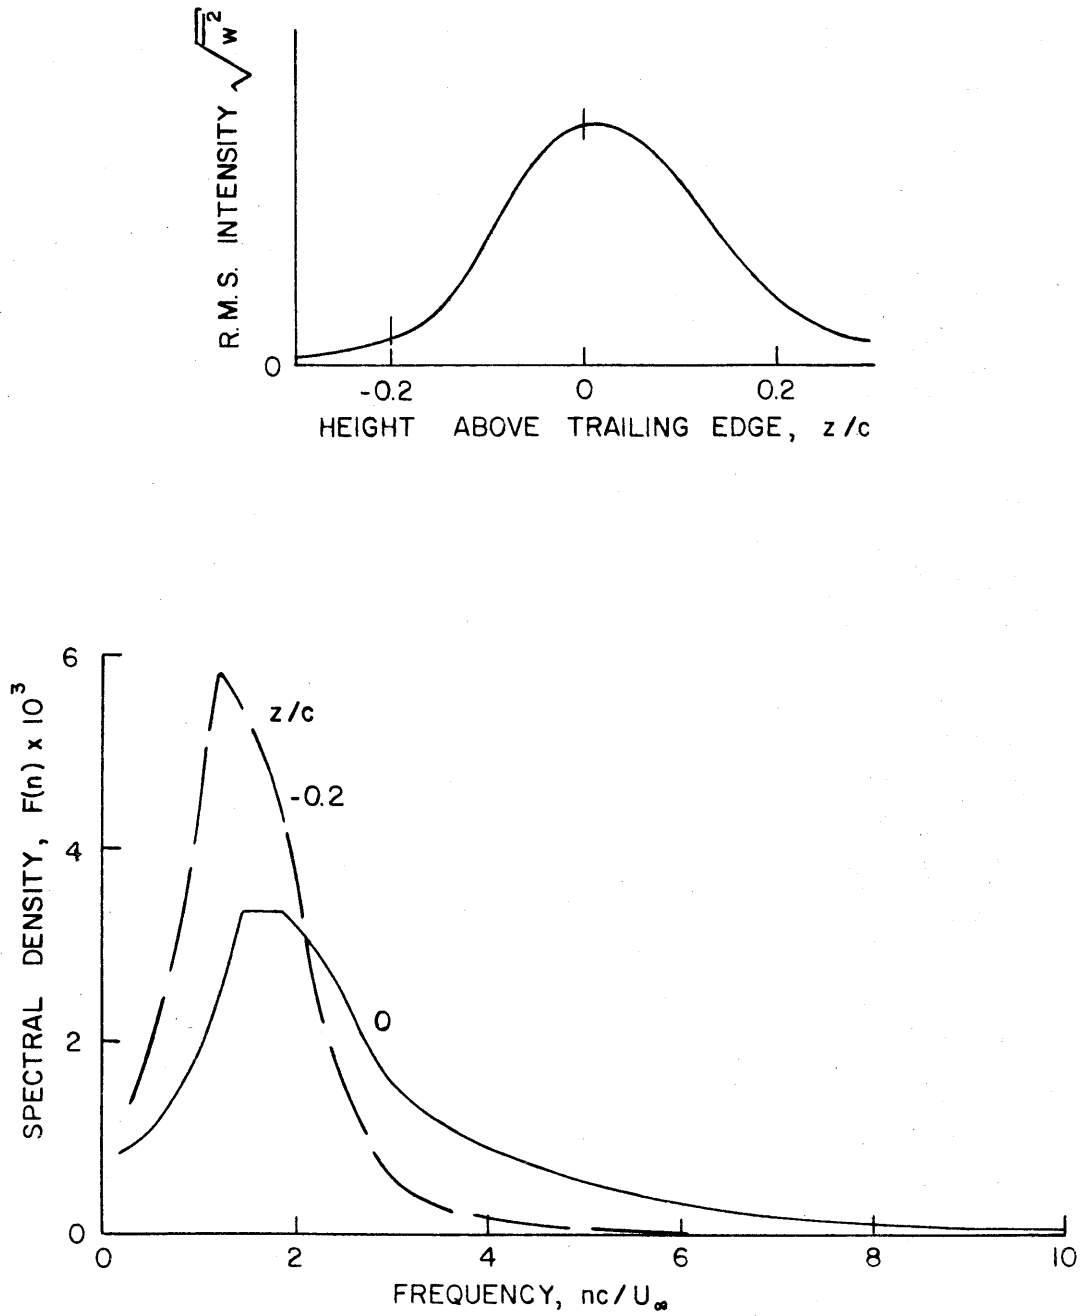 R.M.S. INTENSITY √w²
0
-0.2 0 0.2
HEIGHT ABOVE TRAILING EDGE, z/c
SPECTRAL DENSITY, F(n) x 10³
6
4
2
0
z/c
-0.2
0
0 2 4 6 8 10
FREQUENCY, nc/U∞